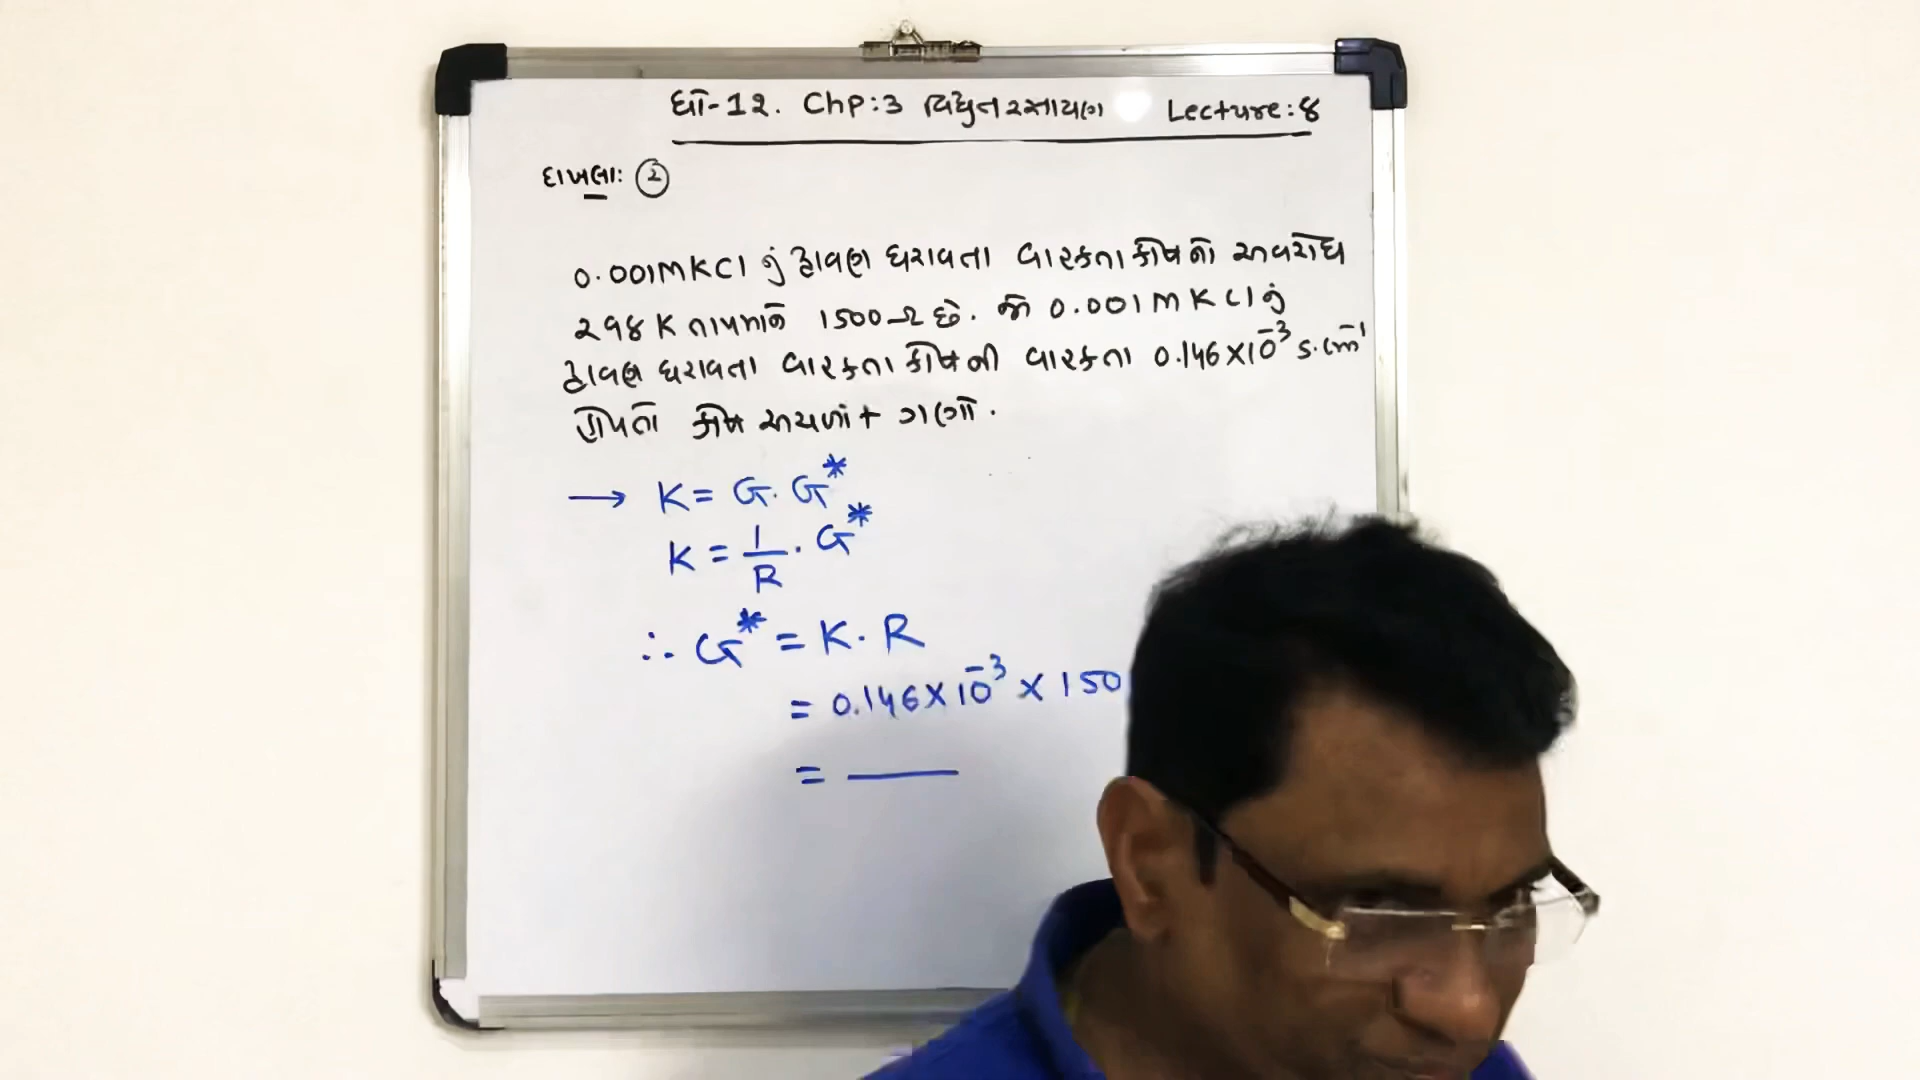 ધો-12. Chp:3 વિદ્યુતરસાયણ Lecture:8
દાખલા: ②
0.001M KCl નું દ્રાવણ ધરાવતા વાહકતા કોષનો અવરોધ
298 K તાપમાને 1500 Ω છે. જો 0.001M KCl નું
દ્રાવણ ધરાવતા વાહકતા કોષની વાહકતા 0.146×10⁻³ S.cm⁻¹
હોયતો કોષ અચળાંક ગણો.
→ K = G. G*
K = 1/R . G*
∴ G* = K. R
= 0.146×10⁻³ × 150
= ———